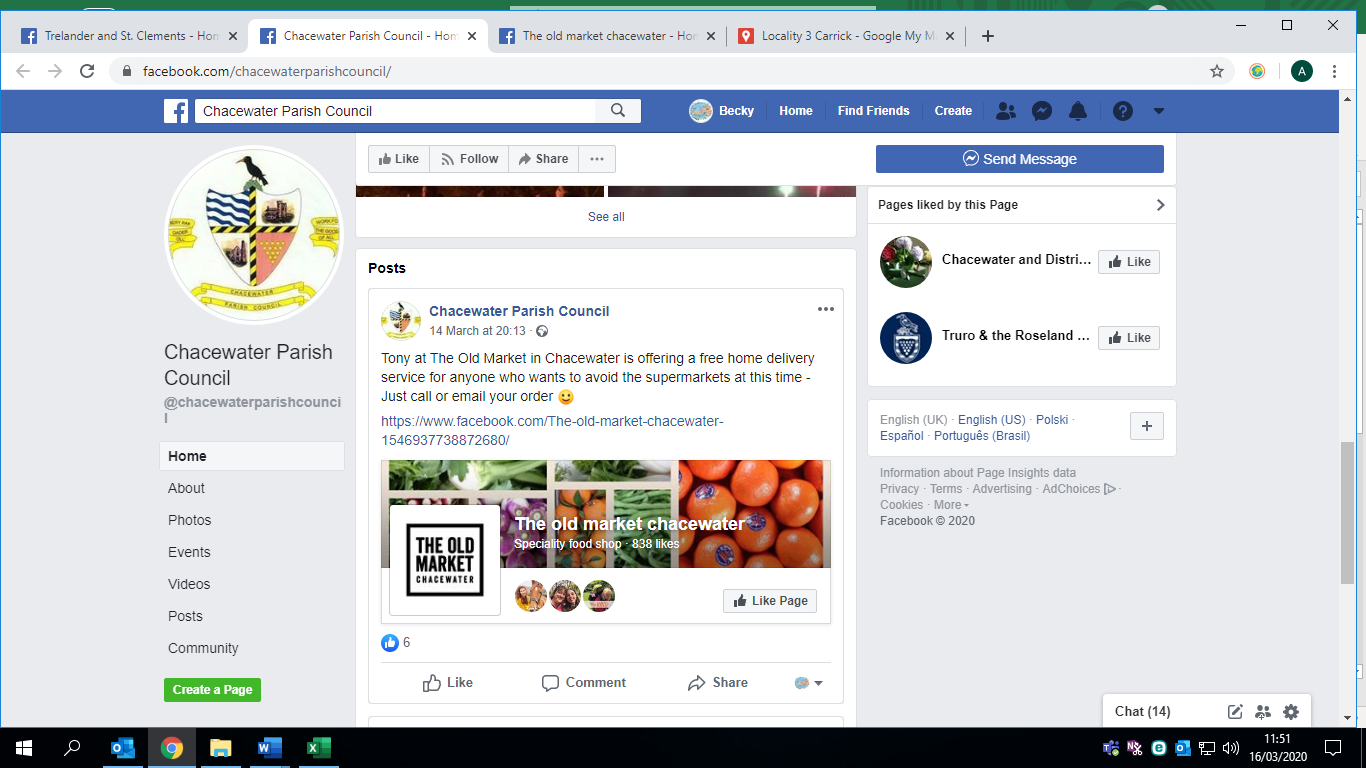 Trelander and St. Clements - Hom
Chacewater Parish Council - Hom
The old market chacewater - Hom
Locality 3 Carrick - Google My M
facebook.com/chacewaterparishcouncil/
A
Chacewater Parish Council
Becky
Home
Find Friends
Create
Like
Follow
Share
Send Message
See all
CHACEWATER
PARISH COUNCIL
Chacewater Parish
Council
@chacewaterparishcounci
l
Home
About
Photos
Events
Videos
Posts
Community
Create a Page
Posts
Chacewater Parish Council
14 March at 20:13 ·
Tony at The Old Market in Chacewater is offering a free home delivery
service for anyone who wants to avoid the supermarkets at this time -
Just call or email your order
https://www.facebook.com/The-old-market-chacewater-
1546937738872680/
THE OLD
MARKET
CHACEWATER
The old market chacewater
Speciality food shop · 838 likes
Like Page
6
Like
Comment
Share
Pages liked by this Page
Chacewater and Distri...
Like
Truro & the Roseland ...
Like
English (UK) · English (US) · Polski ·
Español · Português (Brasil)
Information about Page Insights data
Privacy · Terms · Advertising · AdChoices ·
Cookies · More
Facebook © 2020
Chat (14)
11:51
16/03/2020